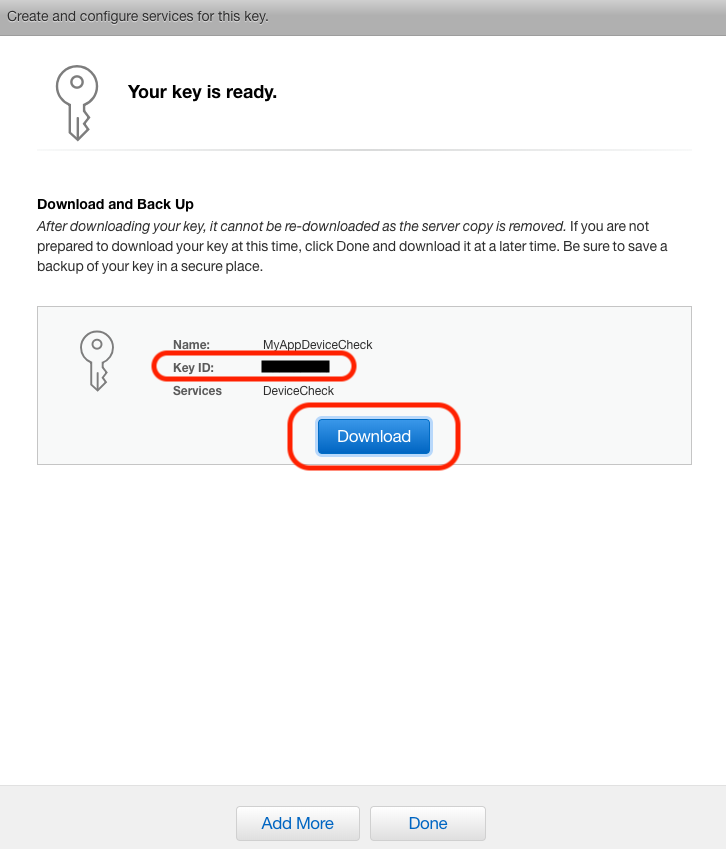 Create and configure services for this key.
Your key is ready.
Download and Back Up
After downloading your key, it cannot be re-downloaded as the server copy is removed. If you are not
prepared to download your key at this time, click Done and download it at a later time. Be sure to save a
backup of your key in a secure place.
Name: MyAppDeviceCheck
Key ID:
Services DeviceCheck
Download
Add More Done